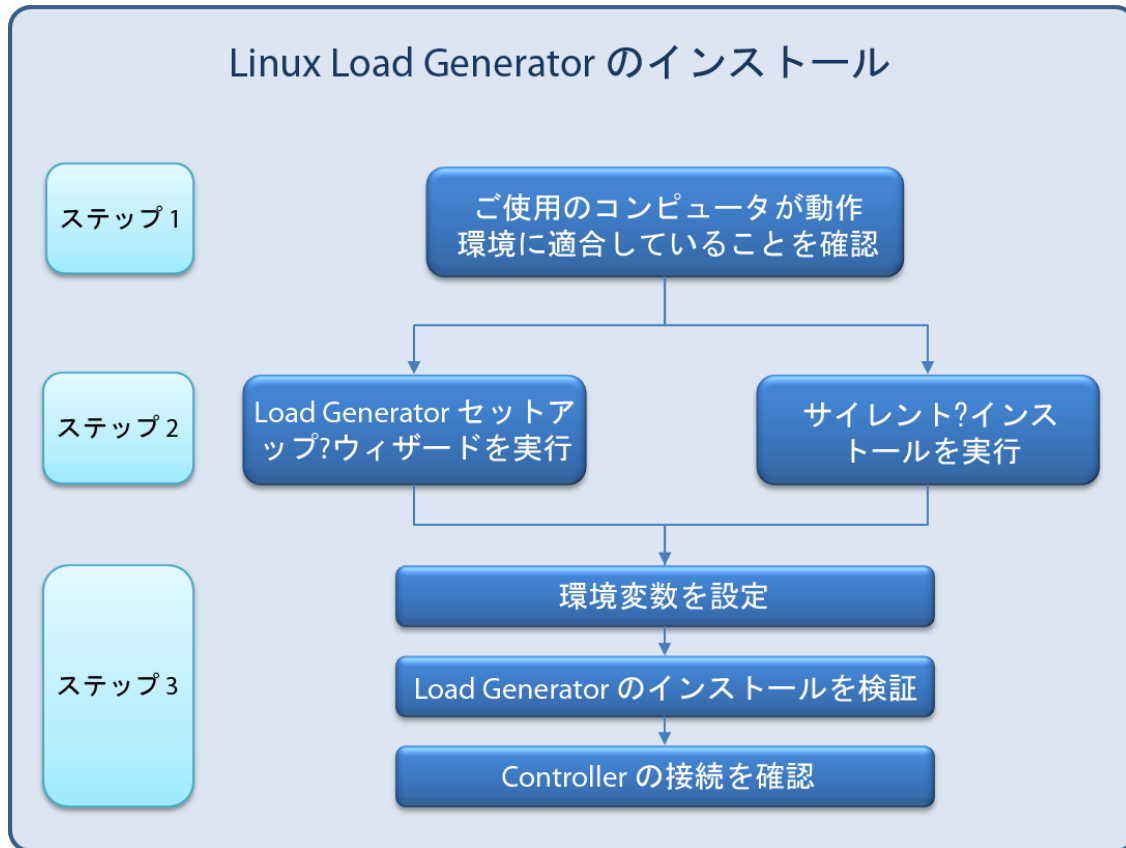 Linux Load Generator のインストール
ステップ 1
ご使用のコンピュータが動作
環境に適合していることを確認
ステップ 2
Load Generator セットア
ップ?ウィザードを実行
サイレント?インス
トールを実行
ステップ 3
環境変数を設定
Load Generator のインストールを検証
Controller の接続を確認